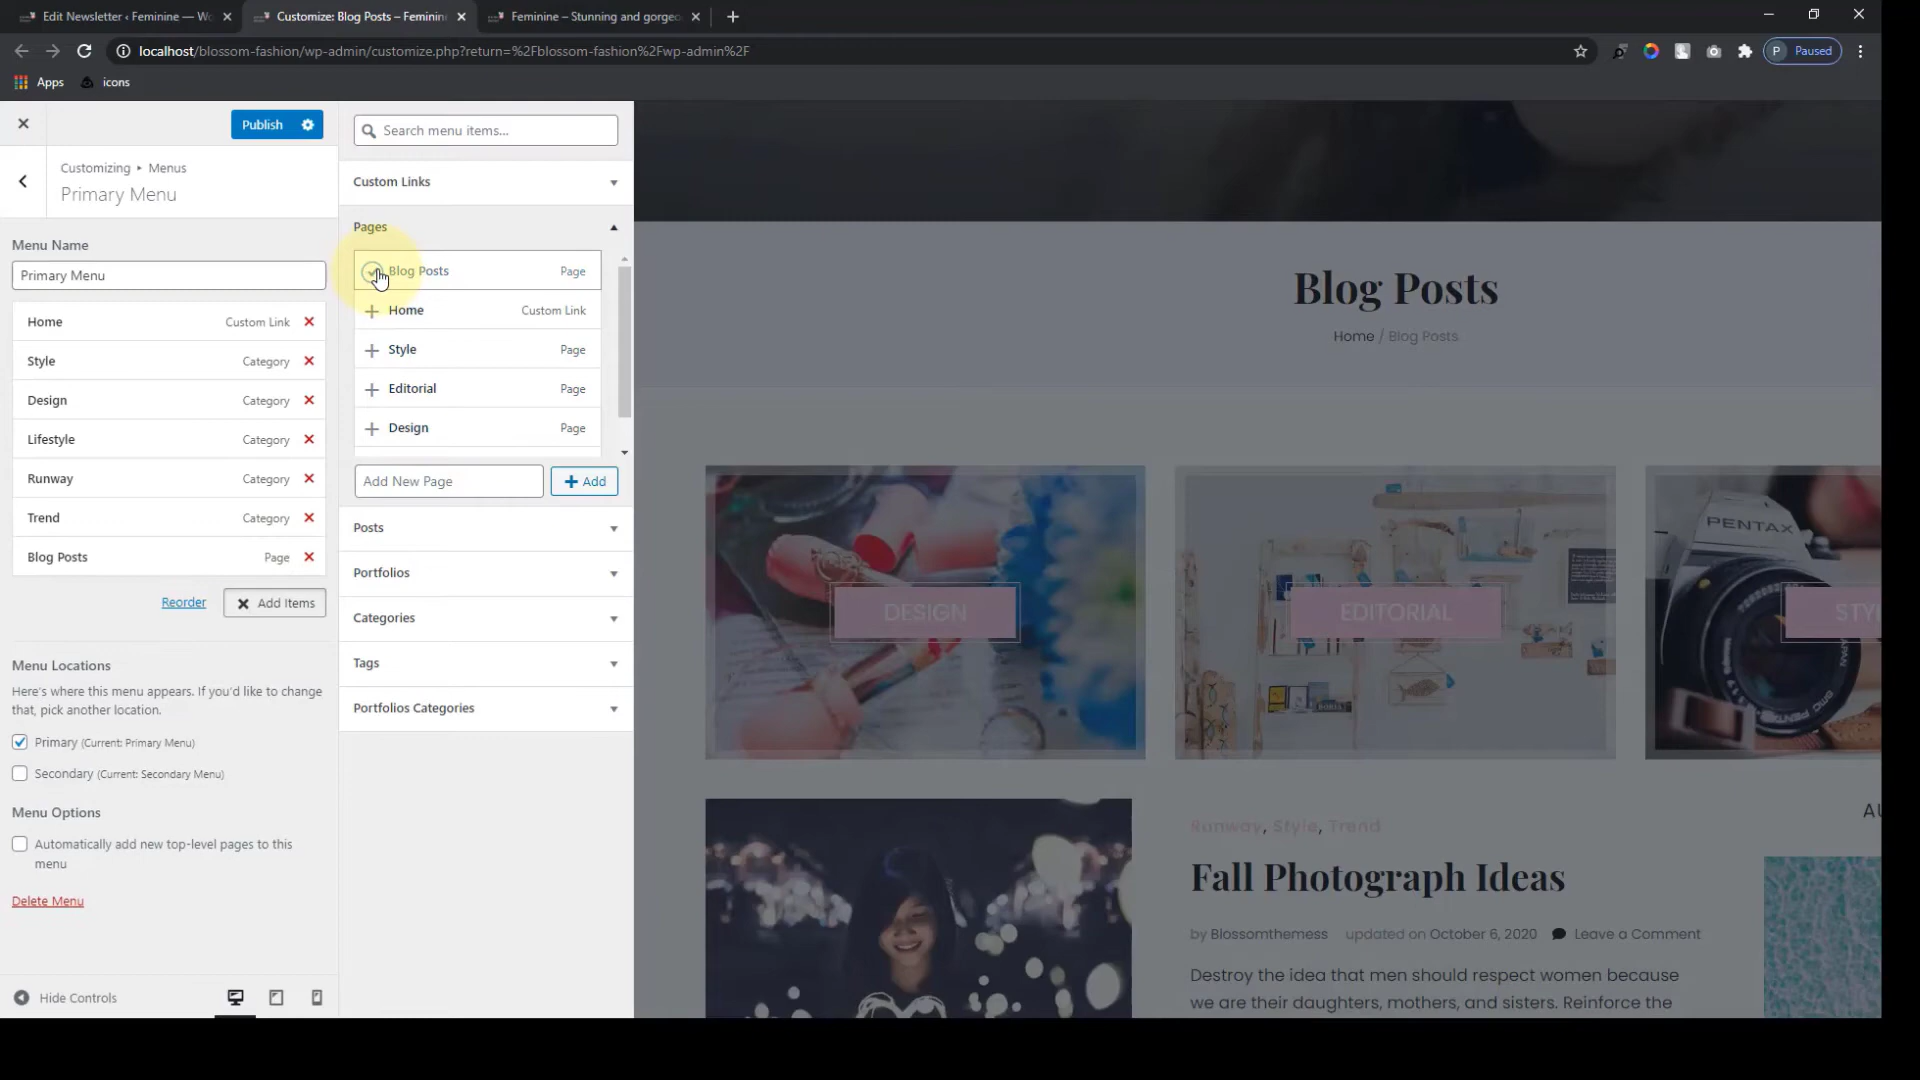 Edit Newsletter ‹ Feminine — Wo
Customize: Blog Posts – Feminin
Feminine – Stunning and gorgeo
localhost/blossom-fashion/wp-admin/customize.php?return=%2Fblossom-fashion%2Fwp-admin%2F
P Paused
Apps
icons
Publish
Customizing ▸ Menus
Primary Menu
Menu Name
Primary Menu
Home Custom Link
Style Category
Design Category
Lifestyle Category
Runway Category
Trend Category
Blog Posts Page
Reorder
Add Items
Menu Locations
Here's where this menu appears. If you'd like to change
that, pick another location.
Primary (Current: Primary Menu)
Secondary (Current: Secondary Menu)
Menu Options
Automatically add new top-level pages to this
menu
Delete Menu
Hide Controls
Search menu items...
Custom Links
Pages
Blog Posts Page
Home Custom Link
Style Page
Editorial Page
Design Page
Add New Page
Add
Posts
Portfolios
Categories
Tags
Portfolios Categories
Blog Posts
Home / Blog Posts
DESIGN
EDITORIAL
PENTAX
STYL
Runway, Style, Trend
Fall Photograph Ideas
by Blossomthemess updated on October 6, 2020 Leave a Comment
Destroy the idea that men should respect women because
we are their daughters, mothers, and sisters. Reinforce the
AU